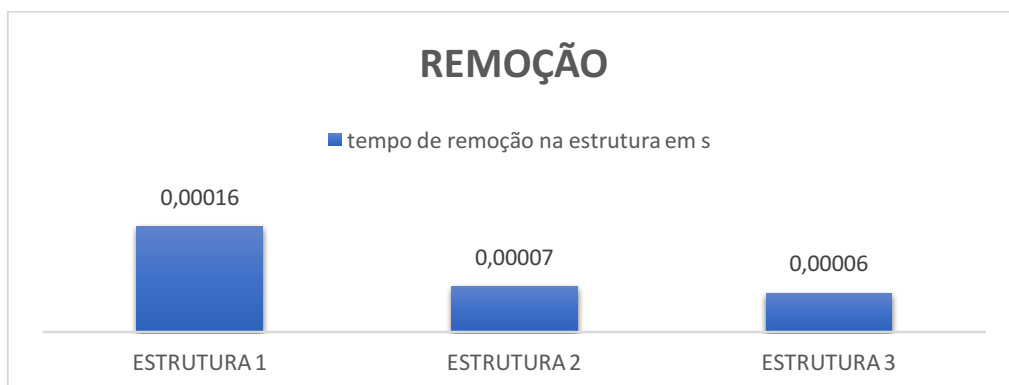 REMOÇÃO
tempo de remoção na estrutura em s
0,00016
0,00007
0,00006
ESTRUTURA 1
ESTRUTURA 2
ESTRUTURA 3